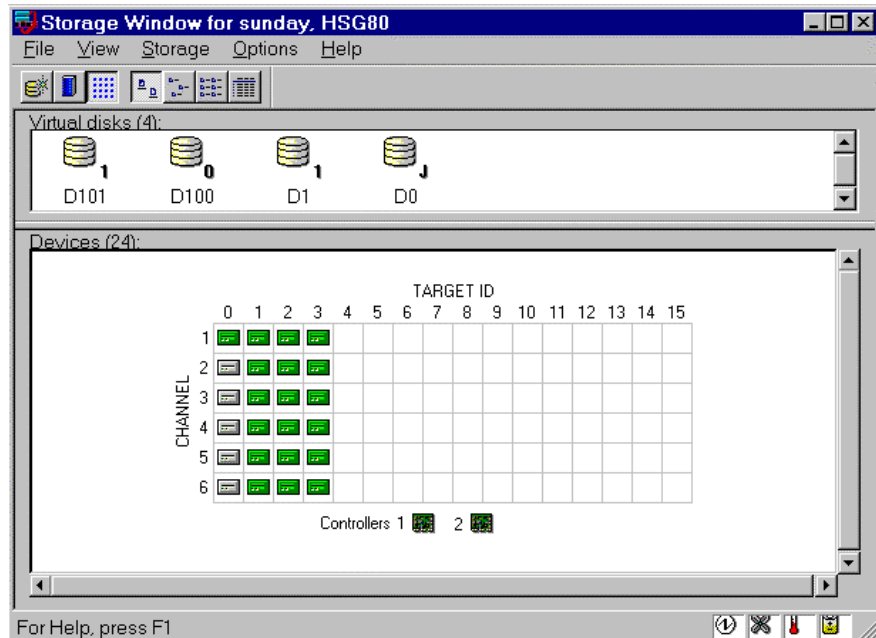 Storage Window for sunday, HSG80
File View Storage Options Help
Virtual disks (4):
1 0 1 J
D101 D100 D1 D0
Devices (24):
TARGET ID
0 1 2 3 4 5 6 7 8 9 10 11 12 13 14 15
CHANNEL
1
2
3
4
5
6
Controllers 1 2
For Help, press F1